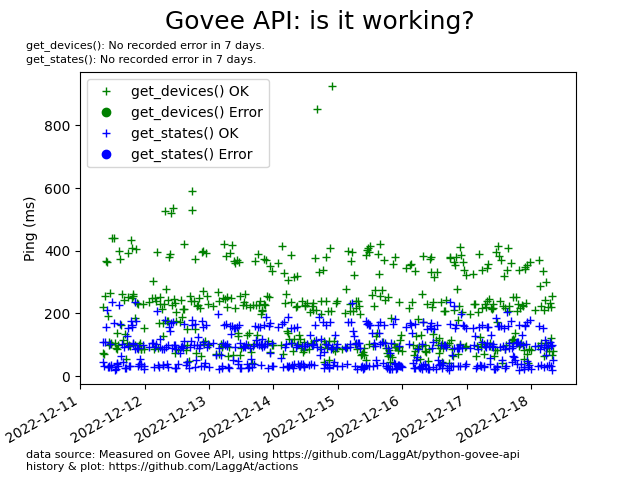 Govee API: is it working?
get_devices(): No recorded error in 7 days.
get_states(): No recorded error in 7 days.
get_devices() OK
get_devices() Error
get_states() OK
get_states() Error
Ping (ms)
800
600
400
200
0
2022-12-11
2022-12-12
2022-12-13
2022-12-14
2022-12-15
2022-12-16
2022-12-17
2022-12-18
data source: Measured on Govee API, using https://github.com/LaggAt/python-govee-api
history & plot: https://github.com/LaggAt/actions